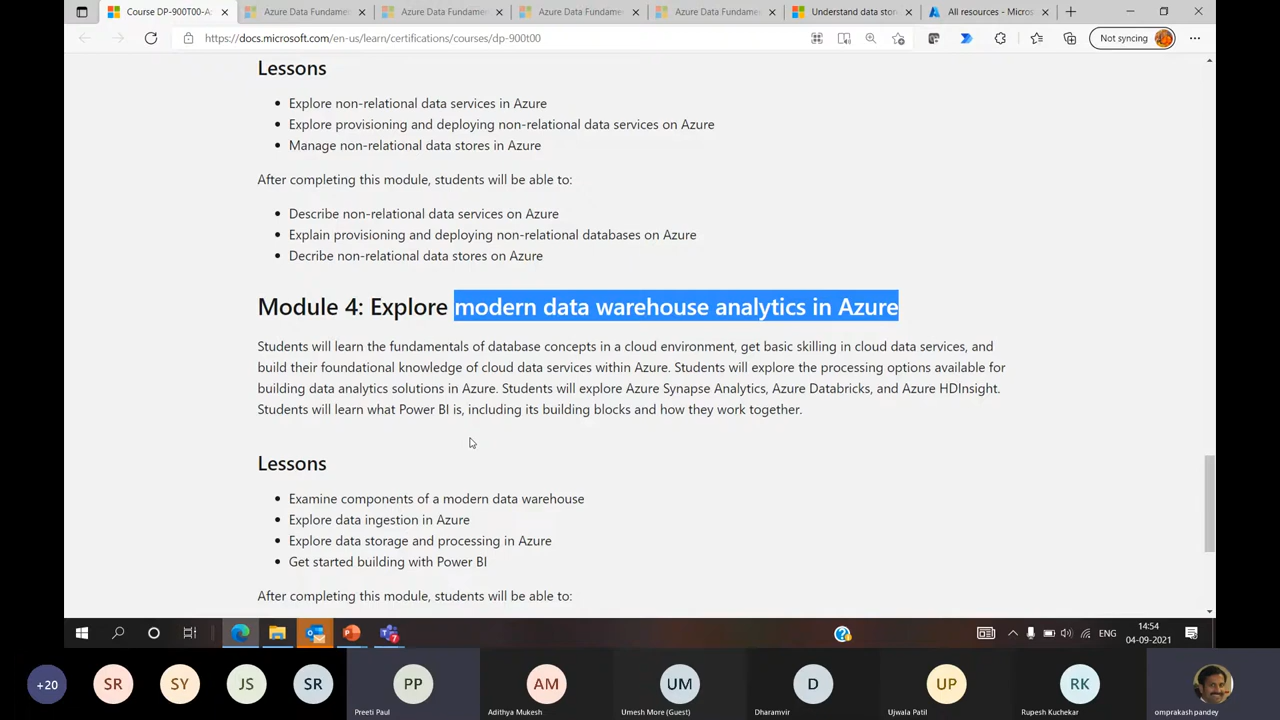 Course DP-900T00-A
Azure Data Fundament
Azure Data Fundamen
Azure Data Fundame
Azure Data Fundame
Understand data stor
All resources - Micros
https://docs.microsoft.com/en-us/learn/certifications/courses/dp-900t00
Not syncing
Lessons
Explore non-relational data services in Azure
Explore provisioning and deploying non-relational data services on Azure
Manage non-relational data stores in Azure
After completing this module, students will be able to:
Describe non-relational data services on Azure
Explain provisioning and deploying non-relational databases on Azure
Decribe non-relational data stores on Azure
Module 4: Explore modern data warehouse analytics in Azure
Students will learn the fundamentals of database concepts in a cloud environment, get basic skilling in cloud data services, and
build their foundational knowledge of cloud data services within Azure. Students will explore the processing options available for
building data analytics solutions in Azure. Students will explore Azure Synapse Analytics, Azure Databricks, and Azure HDInsight.
Students will learn what Power BI is, including its building blocks and how they work together.
Lessons
Examine components of a modern data warehouse
Explore data ingestion in Azure
Explore data storage and processing in Azure
Get started building with Power BI
After completing this module, students will be able to:
ENG
14:54
04-09-2021
+20
SR
SY
JS
SR
PP
AM
UM
D
UP
RK
Preeti Paul
Adithya Mukesh
Umesh More (Guest)
Dharamvir
Ujwala Patil
Rupesh Kuchekar
omprakash pandey